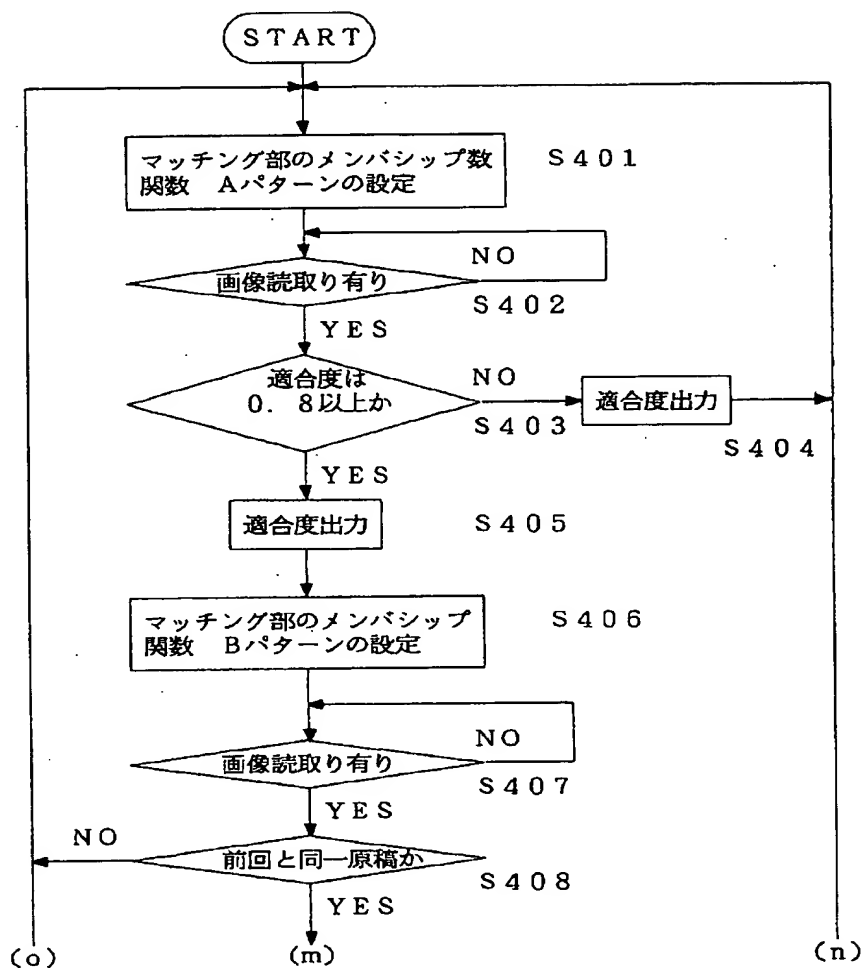 START
マッチング部のメンバシップ数
関数 Aパターンの設定
S401
NO
画像読取り有り
S402
YES
適合度は
0.8以上か
NO
S403
適合度出力
S404
YES
適合度出力
S405
マッチング部のメンバシップ
関数 Bパターンの設定
S406
NO
画像読取り有り
S407
YES
NO
前回と同一原稿か
S408
YES
(o)
(m)
(n)